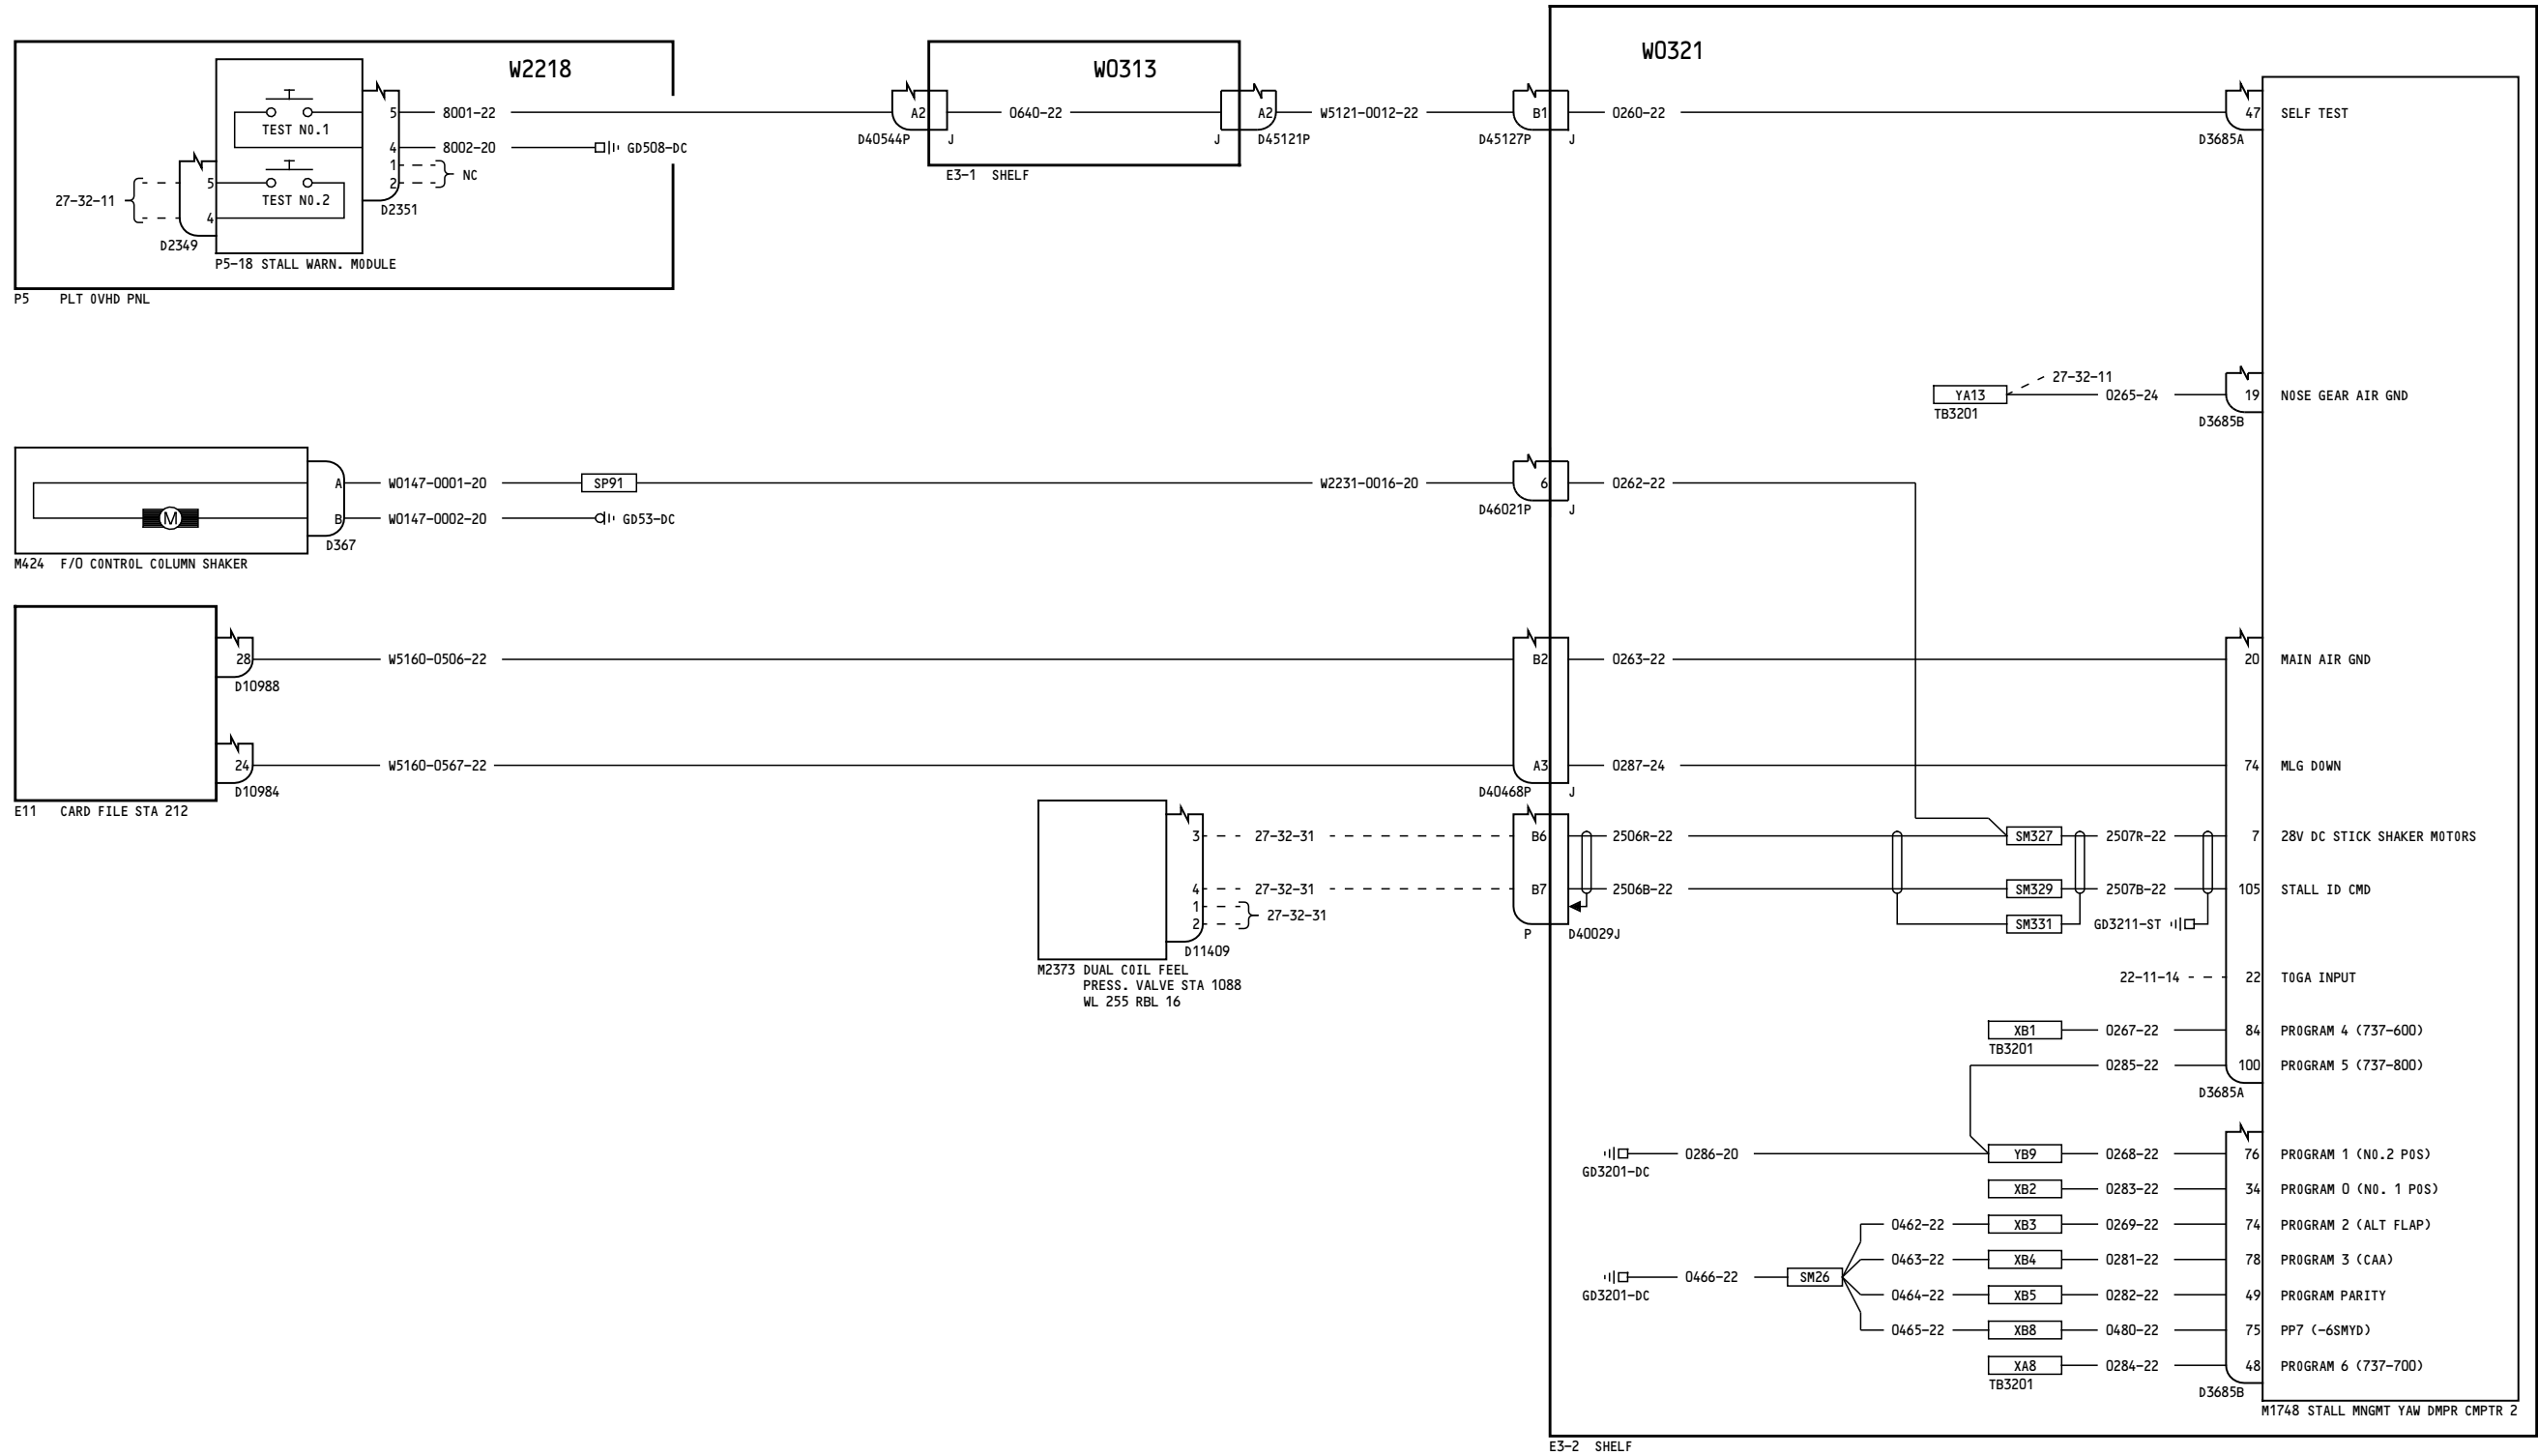 W2218
W0313
W0321
TEST NO.1
5
8001-22
A2
0640-22
A2
W5121-0012-22
B1
0260-22
47
SELF TEST
D40544P
J
J
D45121P
D45127P
J
D3685A
4
8002-20
GD508-DC
1
2
NC
E3-1 SHELF
27-32-11
5
TEST NO.2
4
D2351
D2349
P5-18 STALL WARN. MODULE
P5 PLT OVHD PNL
27-32-11
YA13
0265-24
19
NOSE GEAR AIR GND
TB3201
D3685B
A
W0147-0001-20
SP91
W2231-0016-20
6
0262-22
D46021P
J
M
B
W0147-0002-20
GD53-DC
D367
M424 F/O CONTROL COLUMN SHAKER
28
W5160-0506-22
B2
0263-22
20
MAIN AIR GND
D10988
24
W5160-0567-22
A3
0287-24
74
MLG DOWN
D10984
D40468P
J
E11 CARD FILE STA 212
3
27-32-31
B6
2506R-22
SM327
2507R-22
7
28V DC STICK SHAKER MOTORS
4
27-32-31
B7
2506B-22
SM329
2507B-22
105
STALL ID CMD
1
2
27-32-31
SM331
GD3211-ST
P
D40029J
D11409
M2373 DUAL COIL FEEL
PRESS. VALVE STA 1088
WL 255 RBL 16
22-11-14
22
TOGA INPUT
XB1
0267-22
84
PROGRAM 4 (737-600)
TB3201
0285-22
100
PROGRAM 5 (737-800)
D3685A
GD3201-DC
0286-20
YB9
0268-22
76
PROGRAM 1 (NO.2 POS)
XB2
0283-22
34
PROGRAM 0 (NO. 1 POS)
0462-22
XB3
0269-22
74
PROGRAM 2 (ALT FLAP)
0463-22
XB4
0281-22
78
PROGRAM 3 (CAA)
GD3201-DC
0466-22
SM26
0464-22
XB5
0282-22
49
PROGRAM PARITY
0465-22
XB8
0480-22
75
PP7 (-6SMYD)
XA8
0284-22
48
PROGRAM 6 (737-700)
TB3201
D3685B
M1748 STALL MNGMT YAW DMPR CMPTR 2
E3-2 SHELF